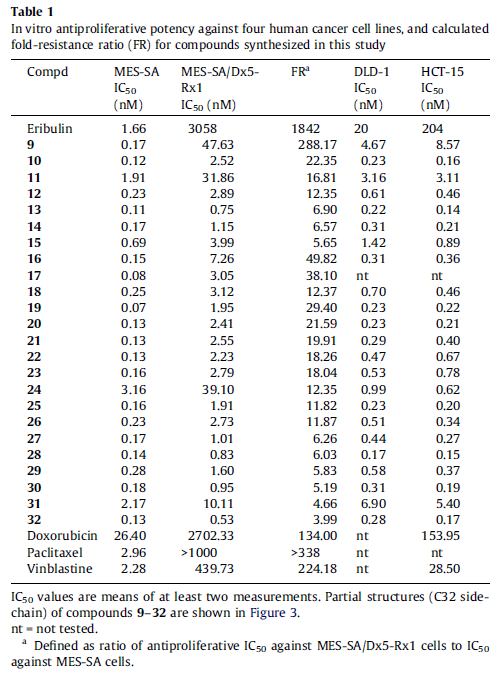 Table 1
In vitro antiproliferative potency against four human cancer cell lines, and calculated
fold-resistance ratio (FR) for compounds synthesized in this study
Compd MES-SA IC50 (nM) MES-SA/Dx5-Rx1 IC50 (nM) FRa DLD-1 IC50 (nM) HCT-15 IC50 (nM)
Eribulin 1.66 3058 1842 20 204
9 0.17 47.63 288.17 4.67 8.57
10 0.12 2.52 22.35 0.23 0.16
11 1.91 31.86 16.81 3.16 3.11
12 0.23 2.89 12.35 0.61 0.46
13 0.11 0.75 6.90 0.22 0.14
14 0.17 1.15 6.57 0.31 0.21
15 0.69 3.99 5.65 1.42 0.89
16 0.15 7.26 49.82 0.31 0.36
17 0.08 3.05 38.10 nt nt
18 0.25 3.12 12.37 0.70 0.46
19 0.07 1.95 29.40 0.23 0.22
20 0.13 2.41 21.59 0.23 0.21
21 0.13 2.55 19.91 0.29 0.40
22 0.13 2.23 18.26 0.47 0.67
23 0.16 2.79 18.04 0.53 0.78
24 3.16 39.10 12.35 0.99 0.62
25 0.16 1.91 11.82 0.23 0.20
26 0.23 2.73 11.87 0.51 0.34
27 0.17 1.01 6.26 0.44 0.27
28 0.14 0.83 6.03 0.17 0.15
29 0.28 1.60 5.83 0.58 0.37
30 0.18 0.95 5.19 0.31 0.19
31 2.17 10.11 4.66 6.90 5.40
32 0.13 0.53 3.99 0.28 0.17
Doxorubicin 26.40 2702.33 134.00 nt 153.95
Paclitaxel 2.96 >1000 >338 nt nt
Vinblastine 2.28 439.73 224.18 nt 28.50
IC50 values are means of at least two measurements. Partial structures (C32 side-
chain) of compounds 9–32 are shown in Figure 3.
nt = not tested.
a Defined as ratio of antiproliferative IC50 against MES-SA/Dx5-Rx1 cells to IC50
against MES-SA cells.